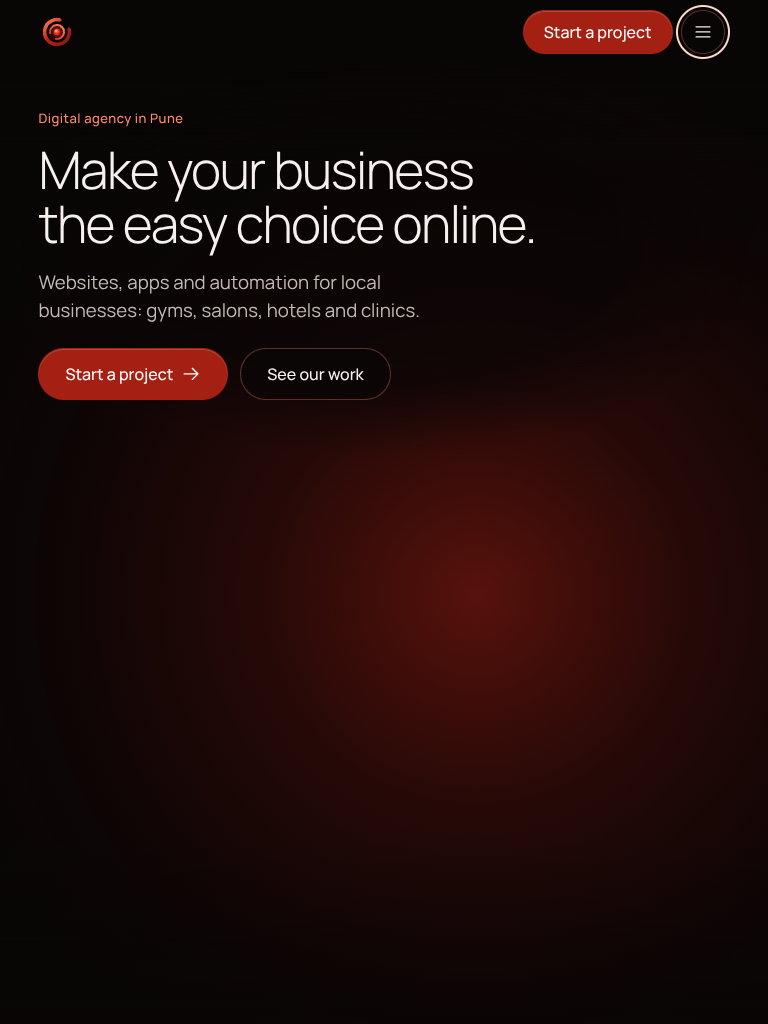 Start a project
Digital agency in Pune
Make your business
the easy choice online.
Websites, apps and automation for local
businesses: gyms, salons, hotels and clinics.
Start a project
See our work